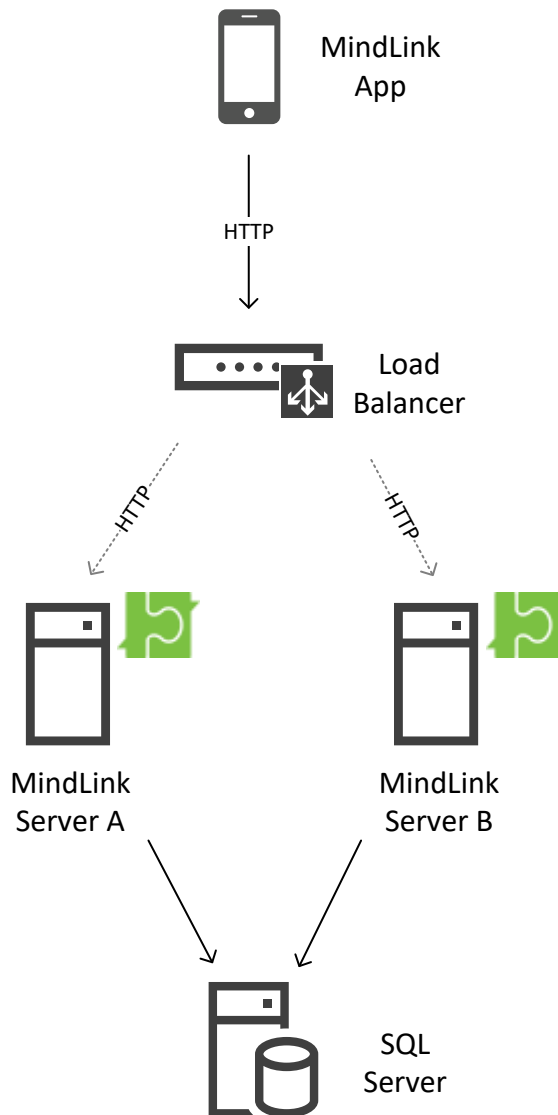 MindLink
App
HTTP
Load
Balancer
HTTP
HTTP
MindLink
Server A
MindLink
Server B
SQL
Server